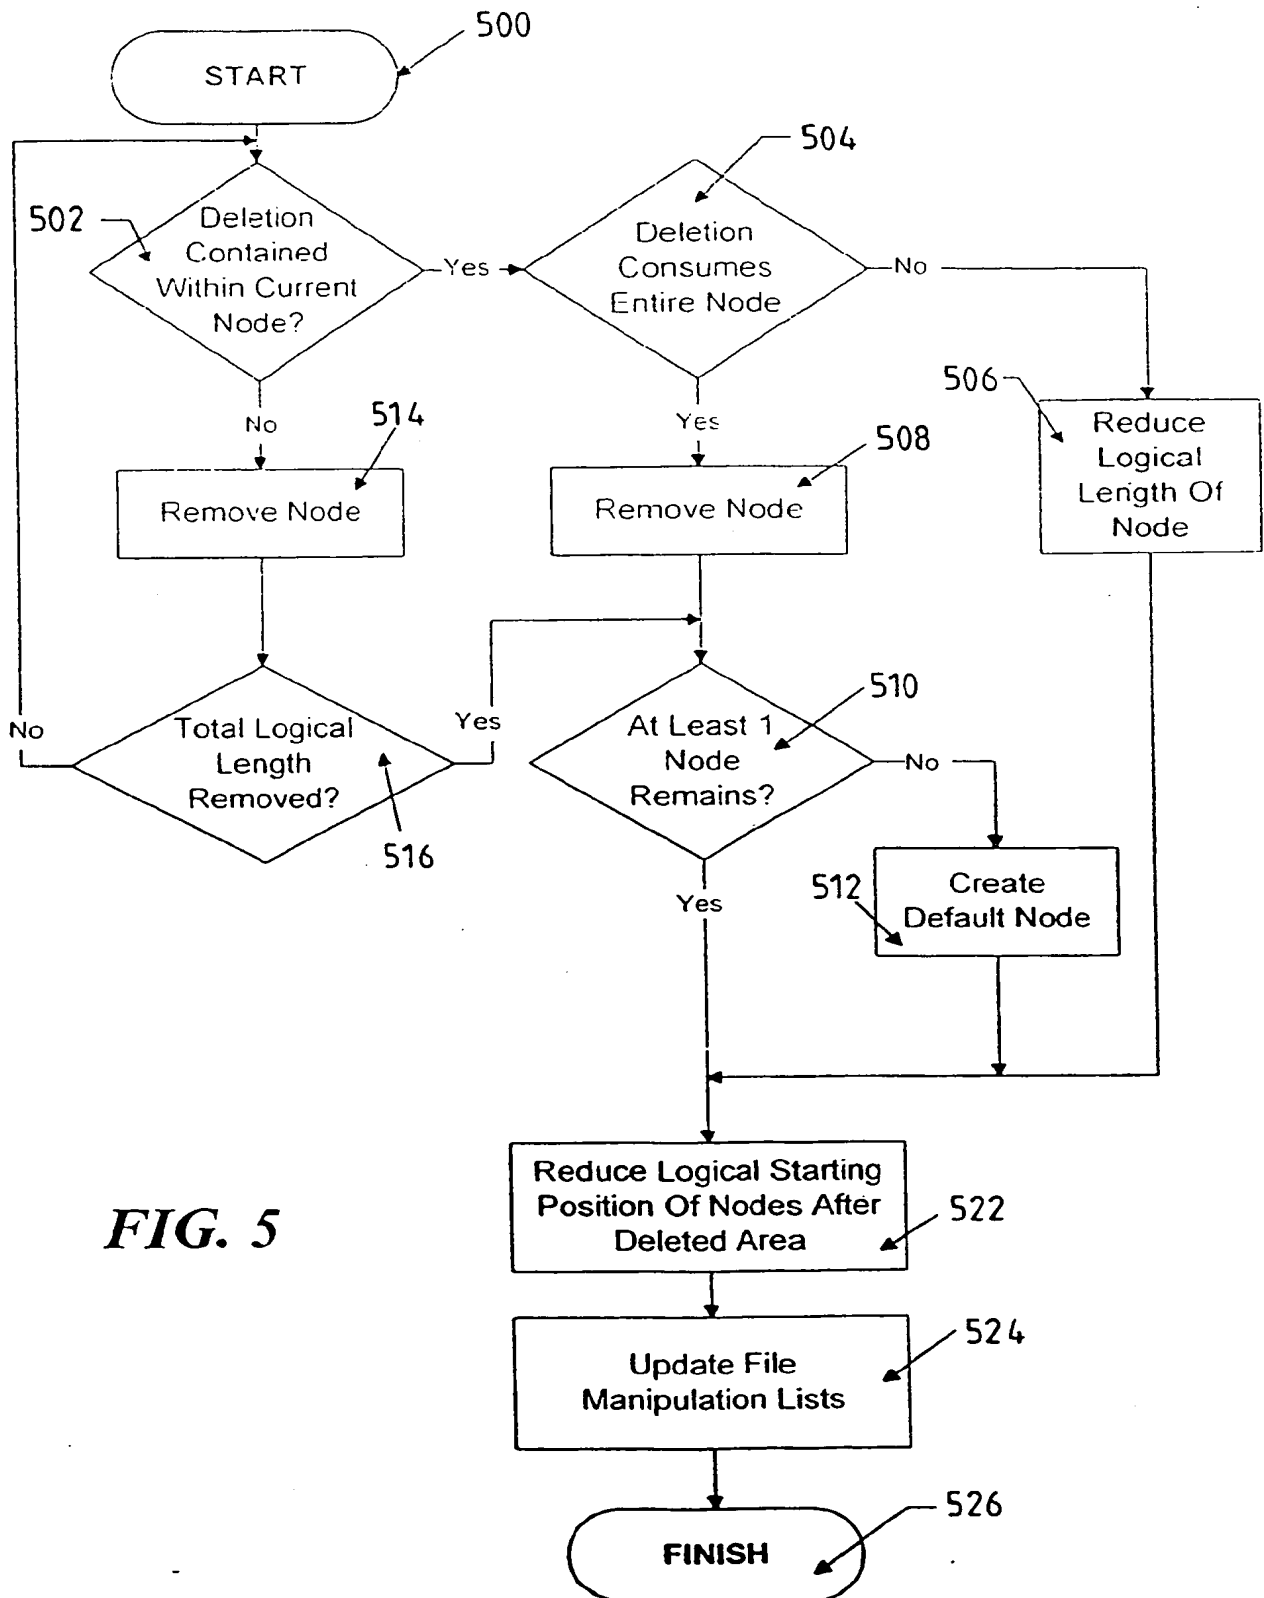 500
START
504
502
Deletion
Contained
Within Current
Node?
Yes
Deletion
Consumes
Entire Node
No
No
514
Yes
508
506
Reduce
Logical
Length Of
Node
Remove Node
Remove Node
No
Total Logical
Length
Removed?
Yes
516
At Least 1
Node
Remains?
510
No
Yes
512
Create
Default Node
Reduce Logical Starting
Position Of Nodes After
Deleted Area
522
FIG. 5
Update File
Manipulation Lists
524
FINISH
526